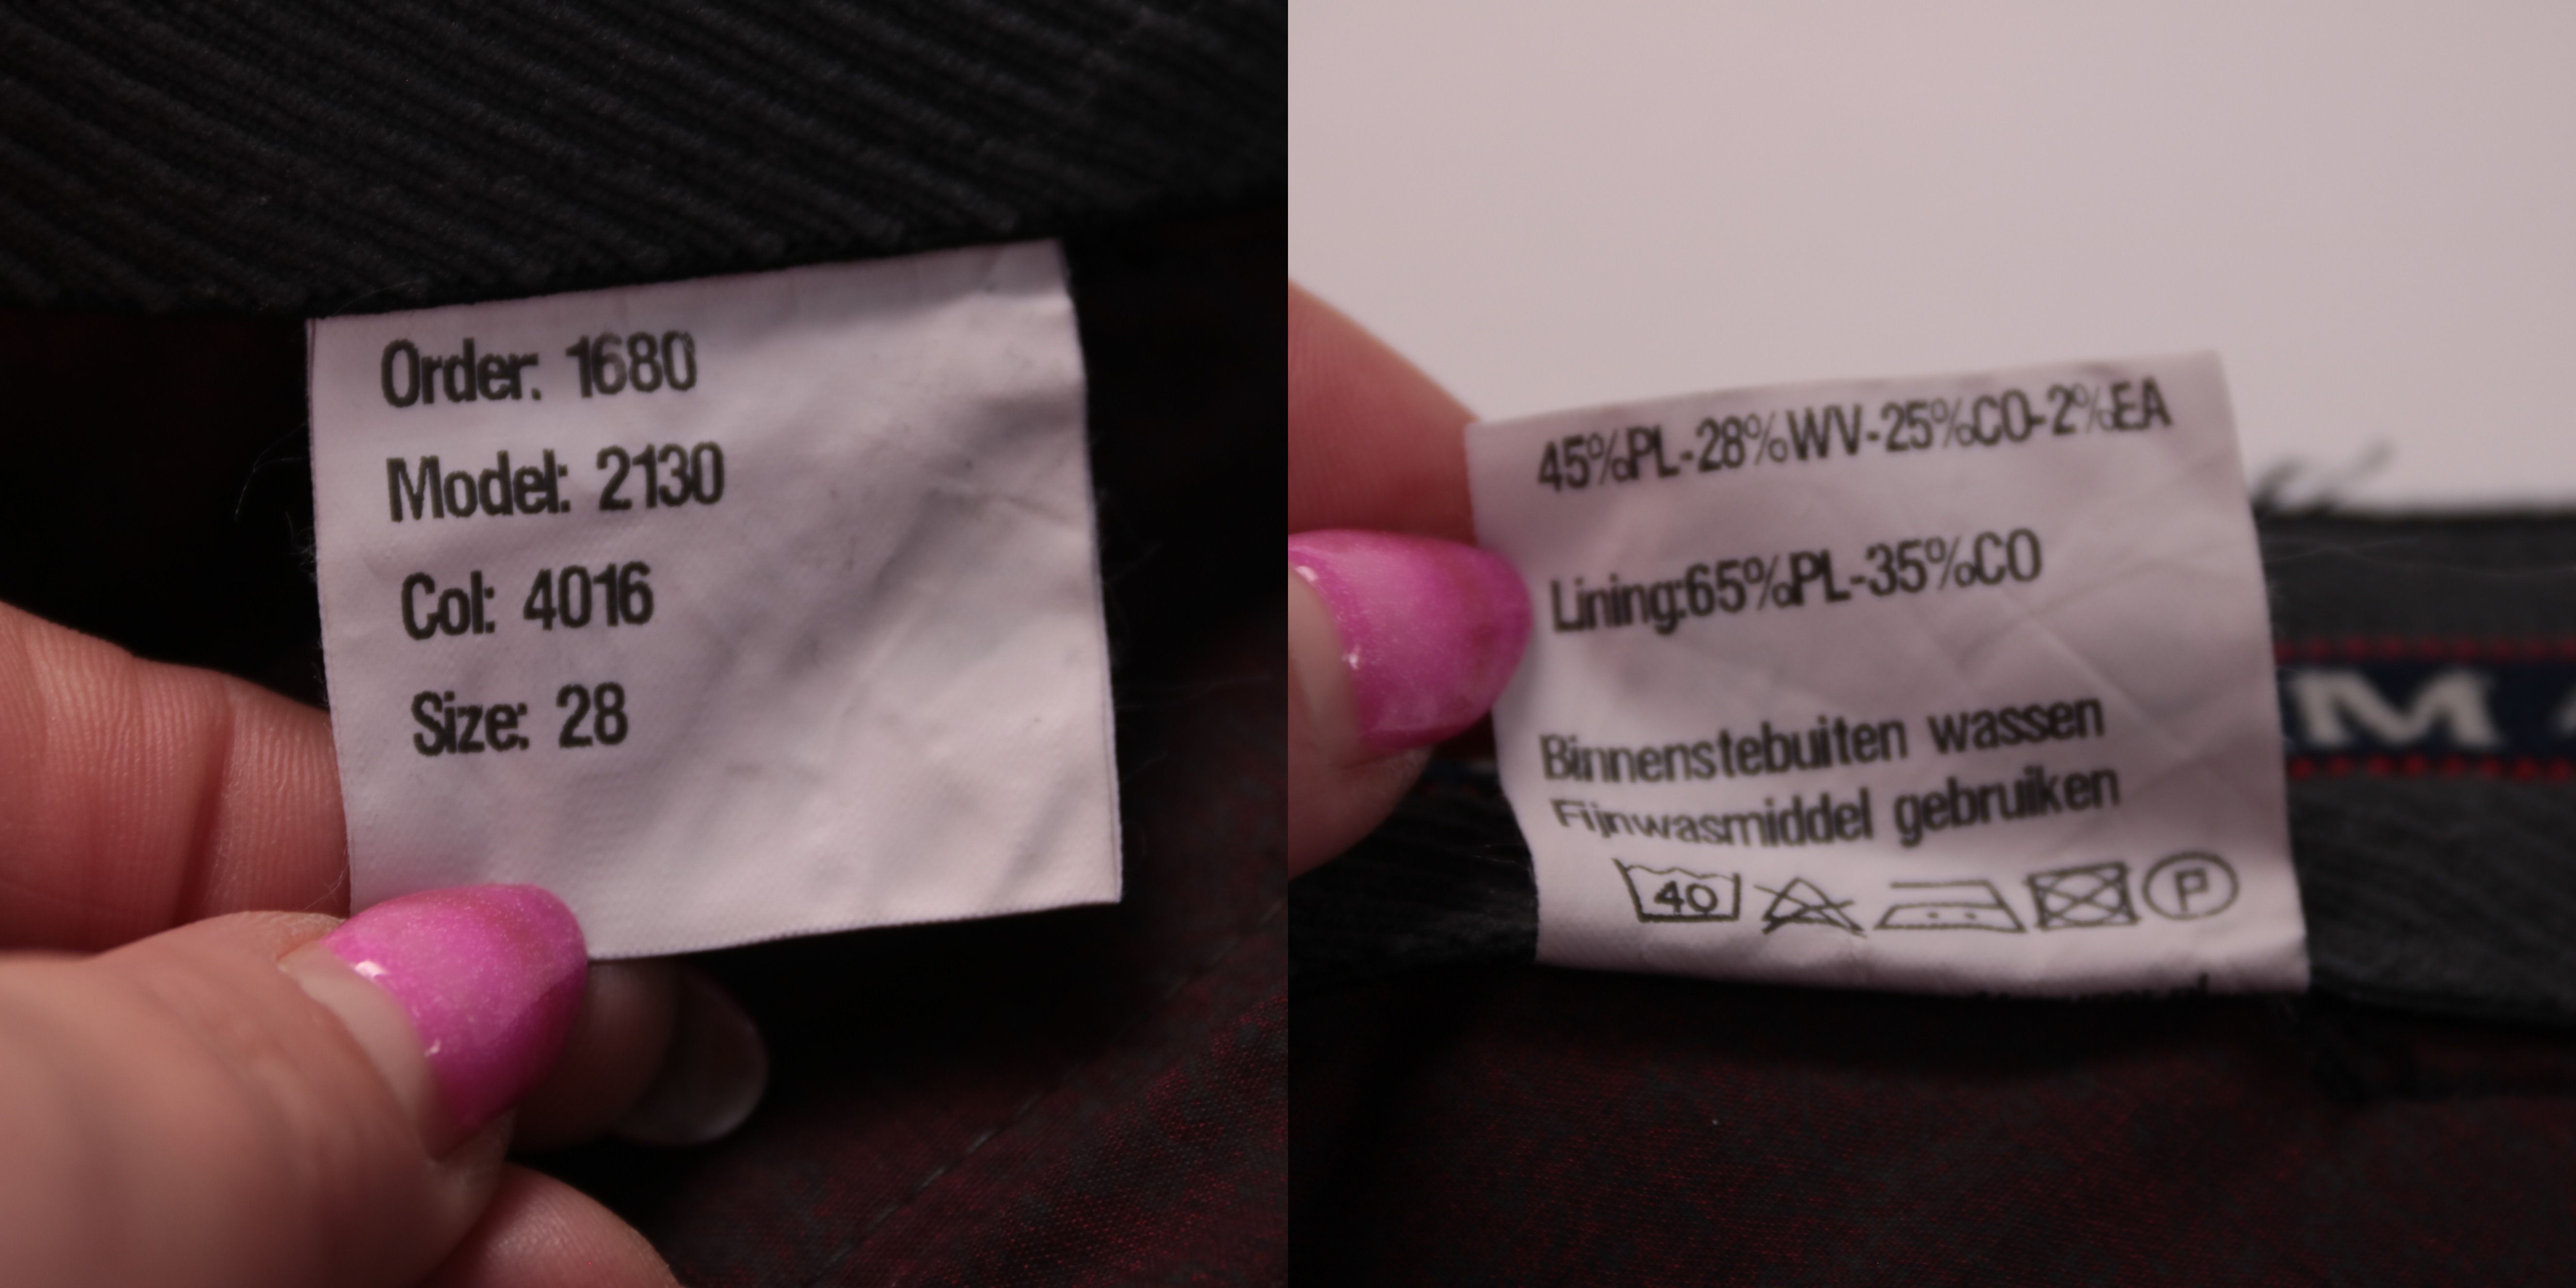 Order: 1680
Model: 2130
Col: 4016
Size: 28
45%PL-28%WV-25%CO-2%EA
Lining:65%PL-35%CO
Binnenstebuiten wassen
Fijnwasmiddel gebruiken
40
P
M